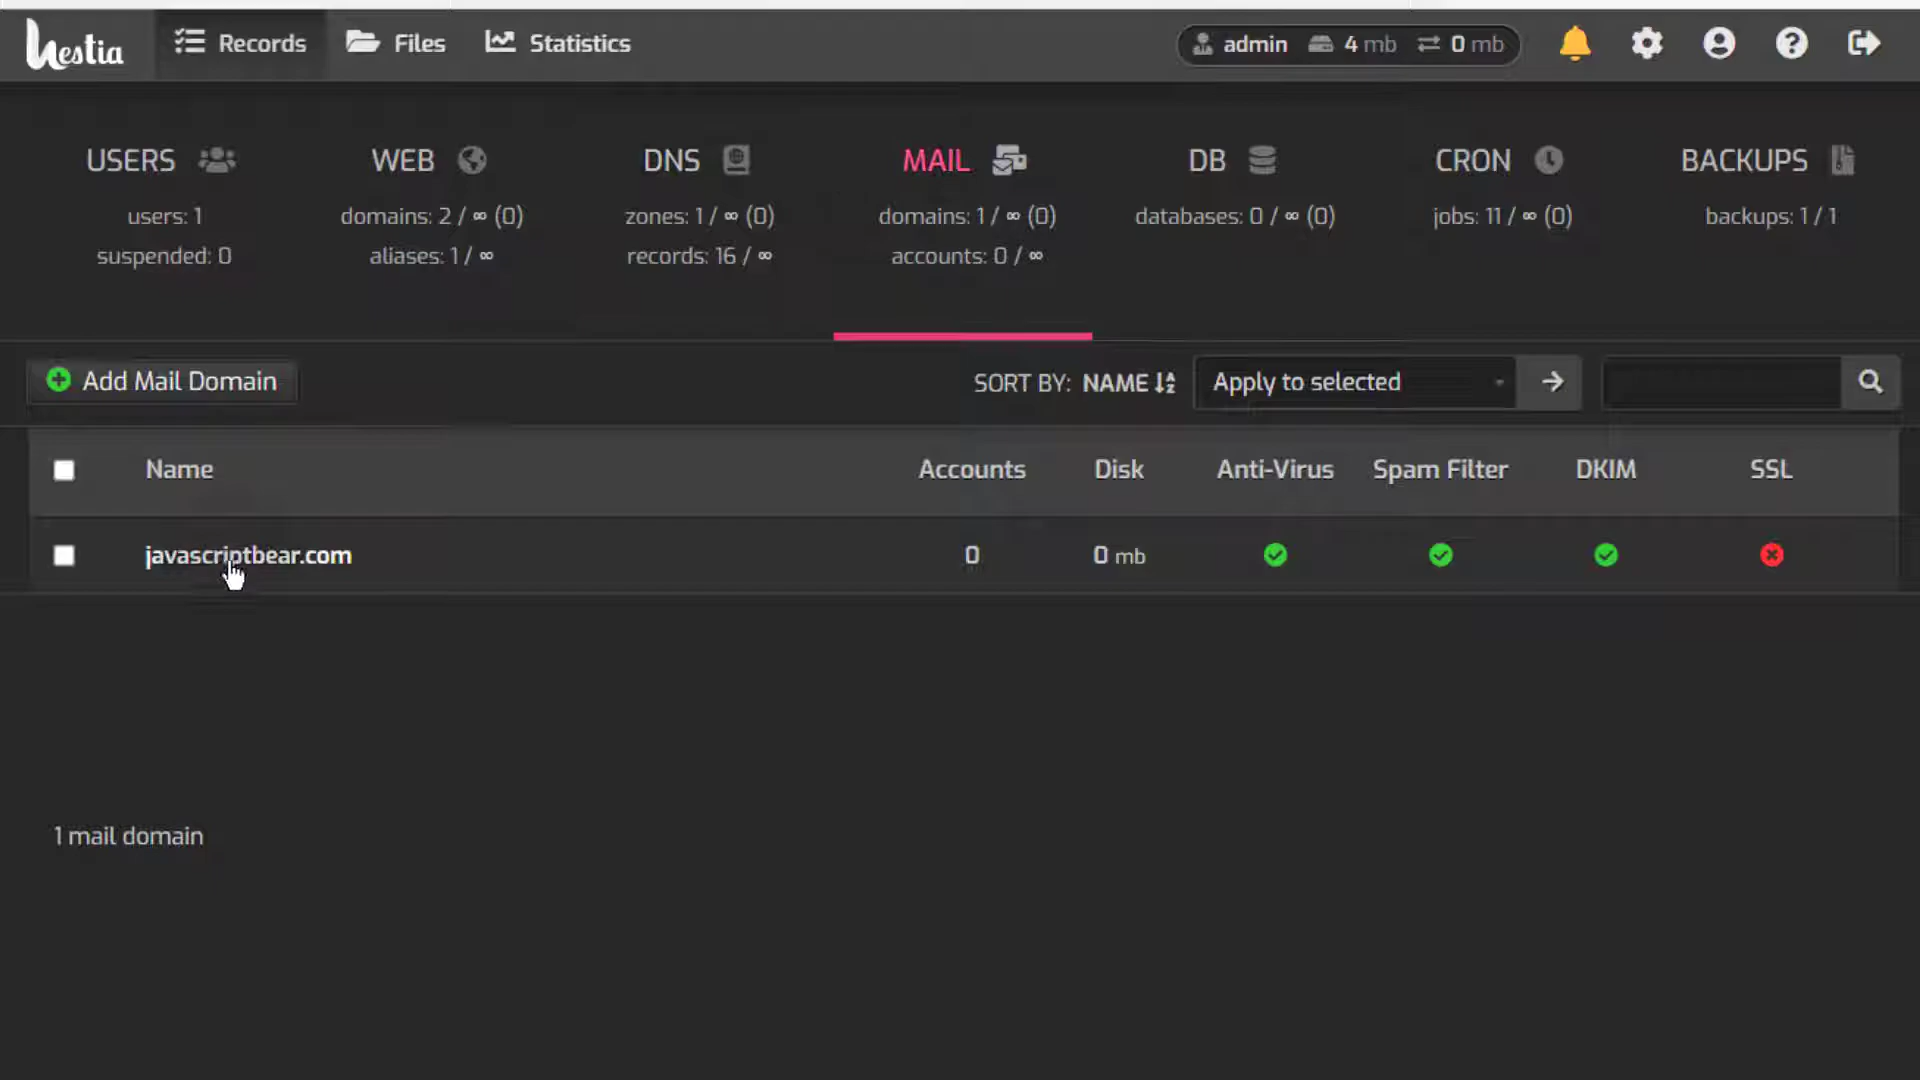 Hestia Records Files Statistics admin 4 mb 0 mb
USERS WEB DNS MAIL DB CRON BACKUPS
users: 1 domains: 2 / ∞ (0) zones: 1 / ∞ (0) domains: 1 / ∞ (0) databases: 0 / ∞ (0) jobs: 11 / ∞ (0) backups: 1 / 1
suspended: 0 aliases: 1 / ∞ records: 16 / ∞ accounts: 0 / ∞
Add Mail Domain SORT BY: NAME Apply to selected
Name Accounts Disk Anti-Virus Spam Filter DKIM SSL
javascriptbear.com 0 0 mb
1 mail domain